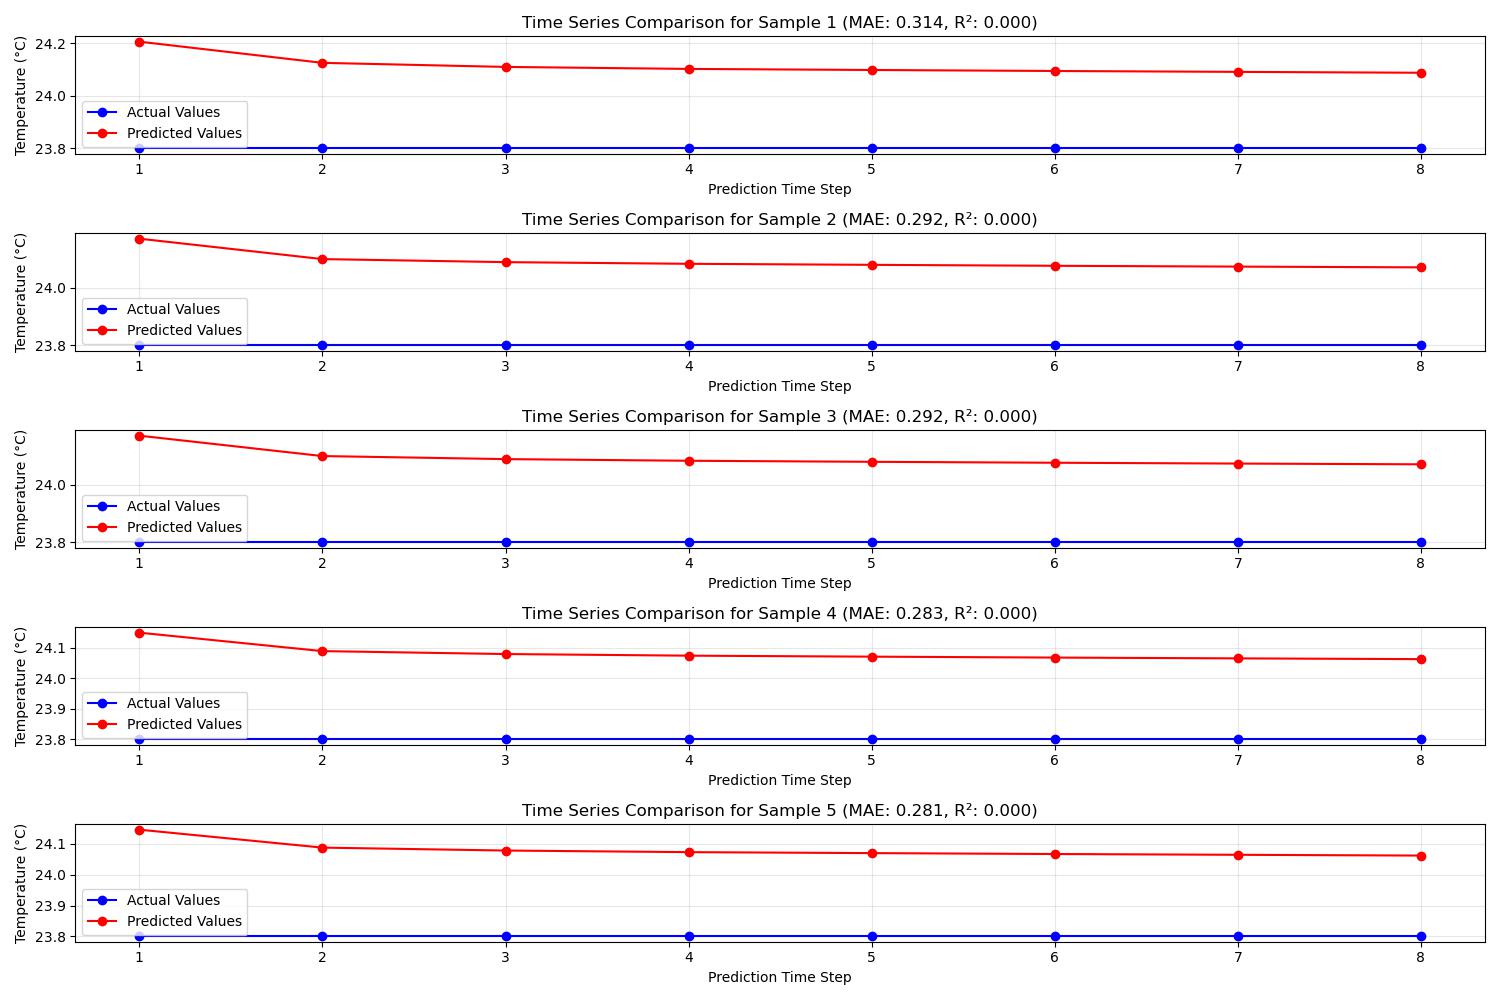 Time Series Comparison for Sample 1 (MAE: 0.314, R²: 0.000)
Temperature (°C)
24.2
24.0
23.8
Actual Values
Predicted Values
1 2 3 4 5 6 7 8
Prediction Time Step
Time Series Comparison for Sample 2 (MAE: 0.292, R²: 0.000)
Temperature (°C)
24.0
23.8
Actual Values
Predicted Values
1 2 3 4 5 6 7 8
Prediction Time Step
Time Series Comparison for Sample 3 (MAE: 0.292, R²: 0.000)
Temperature (°C)
24.0
23.8
Actual Values
Predicted Values
1 2 3 4 5 6 7 8
Prediction Time Step
Time Series Comparison for Sample 4 (MAE: 0.283, R²: 0.000)
Temperature (°C)
24.1
24.0
23.9
23.8
Actual Values
Predicted Values
1 2 3 4 5 6 7 8
Prediction Time Step
Time Series Comparison for Sample 5 (MAE: 0.281, R²: 0.000)
Temperature (°C)
24.1
24.0
23.9
23.8
Actual Values
Predicted Values
1 2 3 4 5 6 7 8
Prediction Time Step